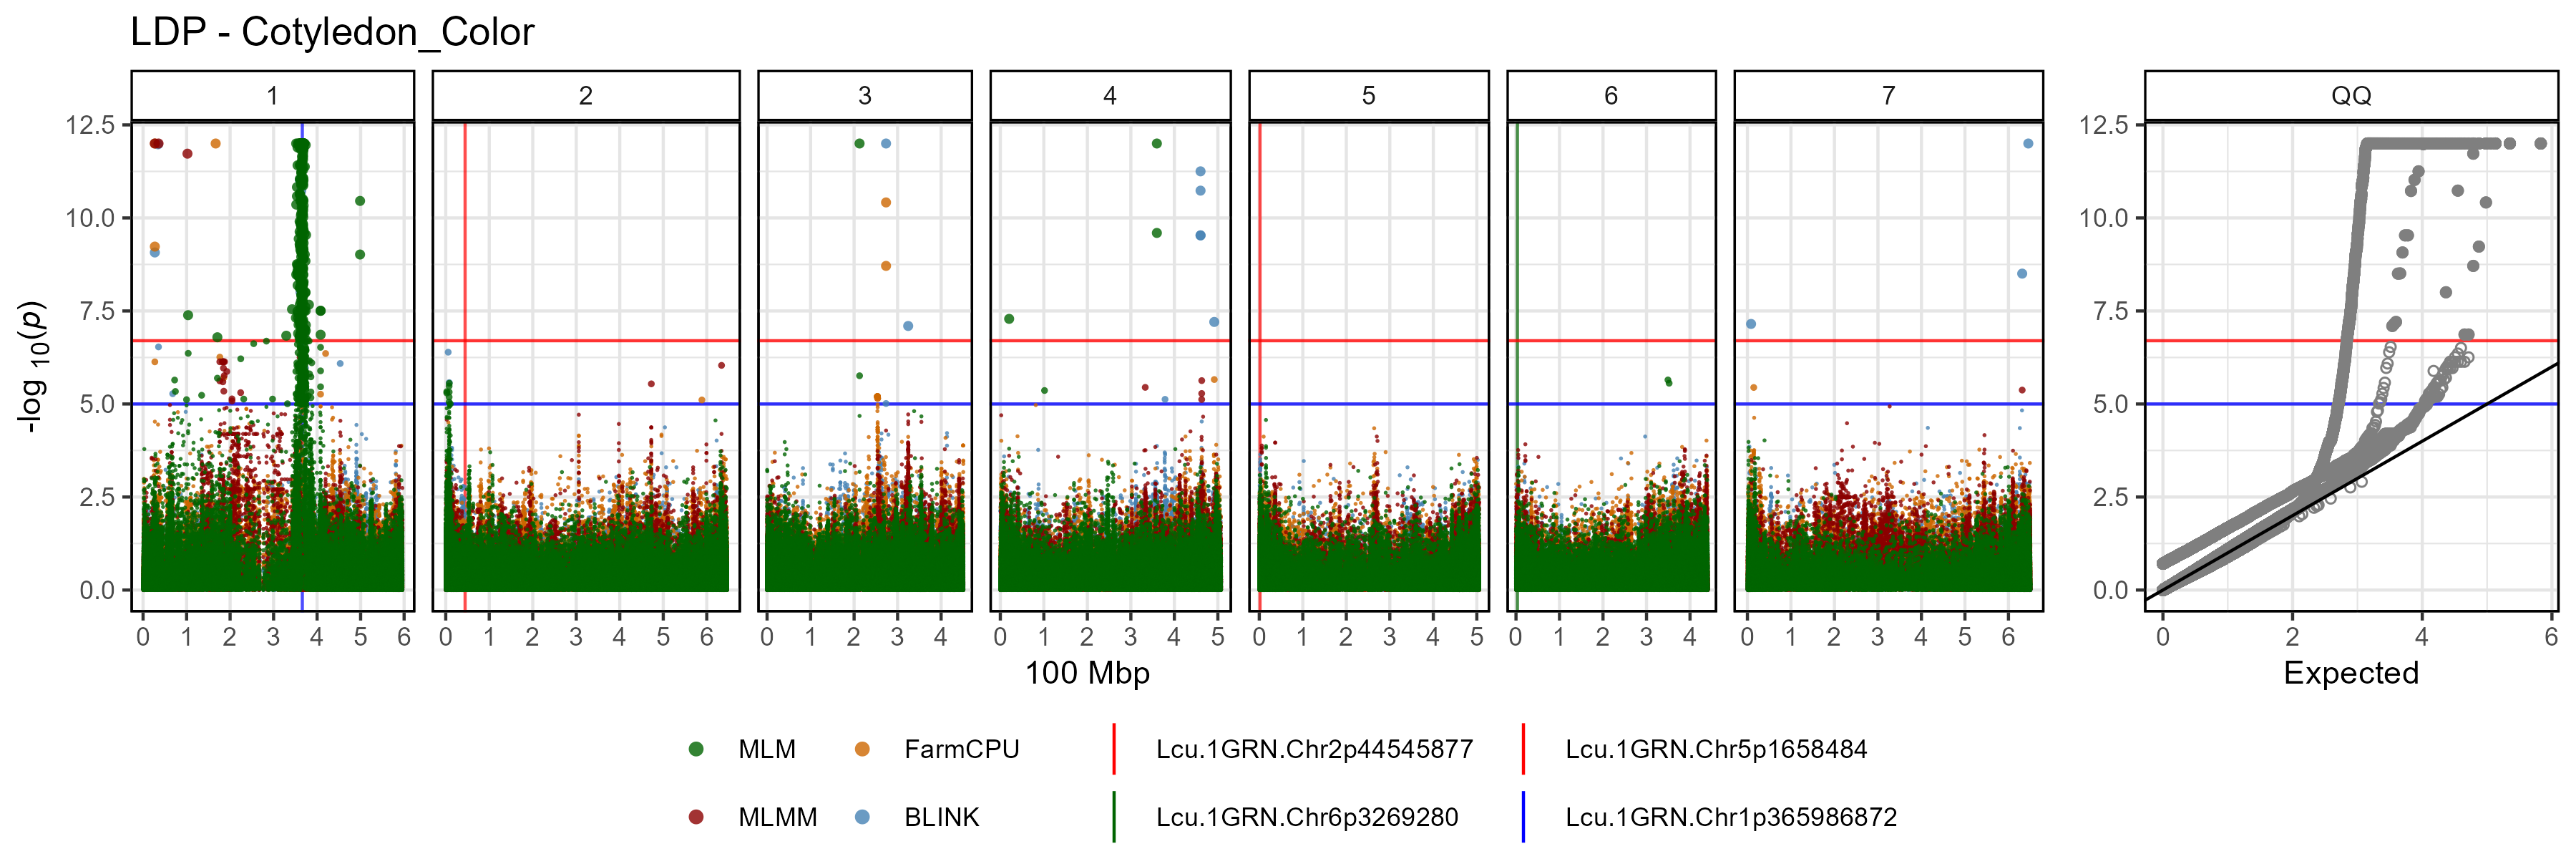 LDP - Cotyledon_Color
1 2 3 4 5 6 7 QQ
12.5 10.0 7.5 5.0 2.5 0.0
-log 10(p)
12.5 10.0 7.5 5.0 2.5 0.0
0 1 2 3 4 5 6 0 1 2 3 4 5 6 0 1 2 3 4 0 1 2 3 4 5 0 1 2 3 4 5 0 1 2 3 4 0 1 2 3 4 5 6 0 2 4 6
100 Mbp Expected
MLM FarmCPU Lcu.1GRN.Chr2p44545877 Lcu.1GRN.Chr5p1658484
MLMM BLINK Lcu.1GRN.Chr6p3269280 Lcu.1GRN.Chr1p365986872